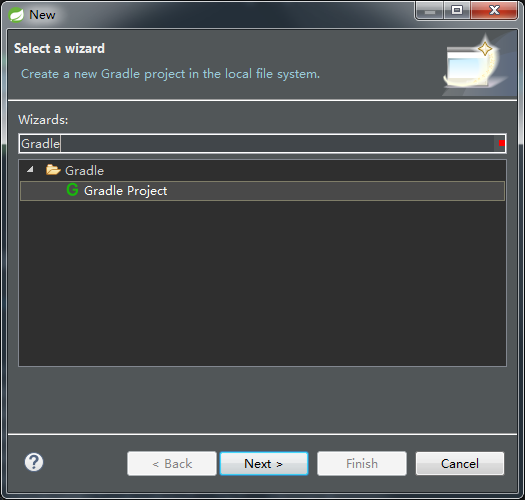 New
Select a wizard
Create a new Gradle project in the local file system.
Wizards:
Gradle
Gradle
G Gradle Project
?
< Back
Next >
Finish
Cancel